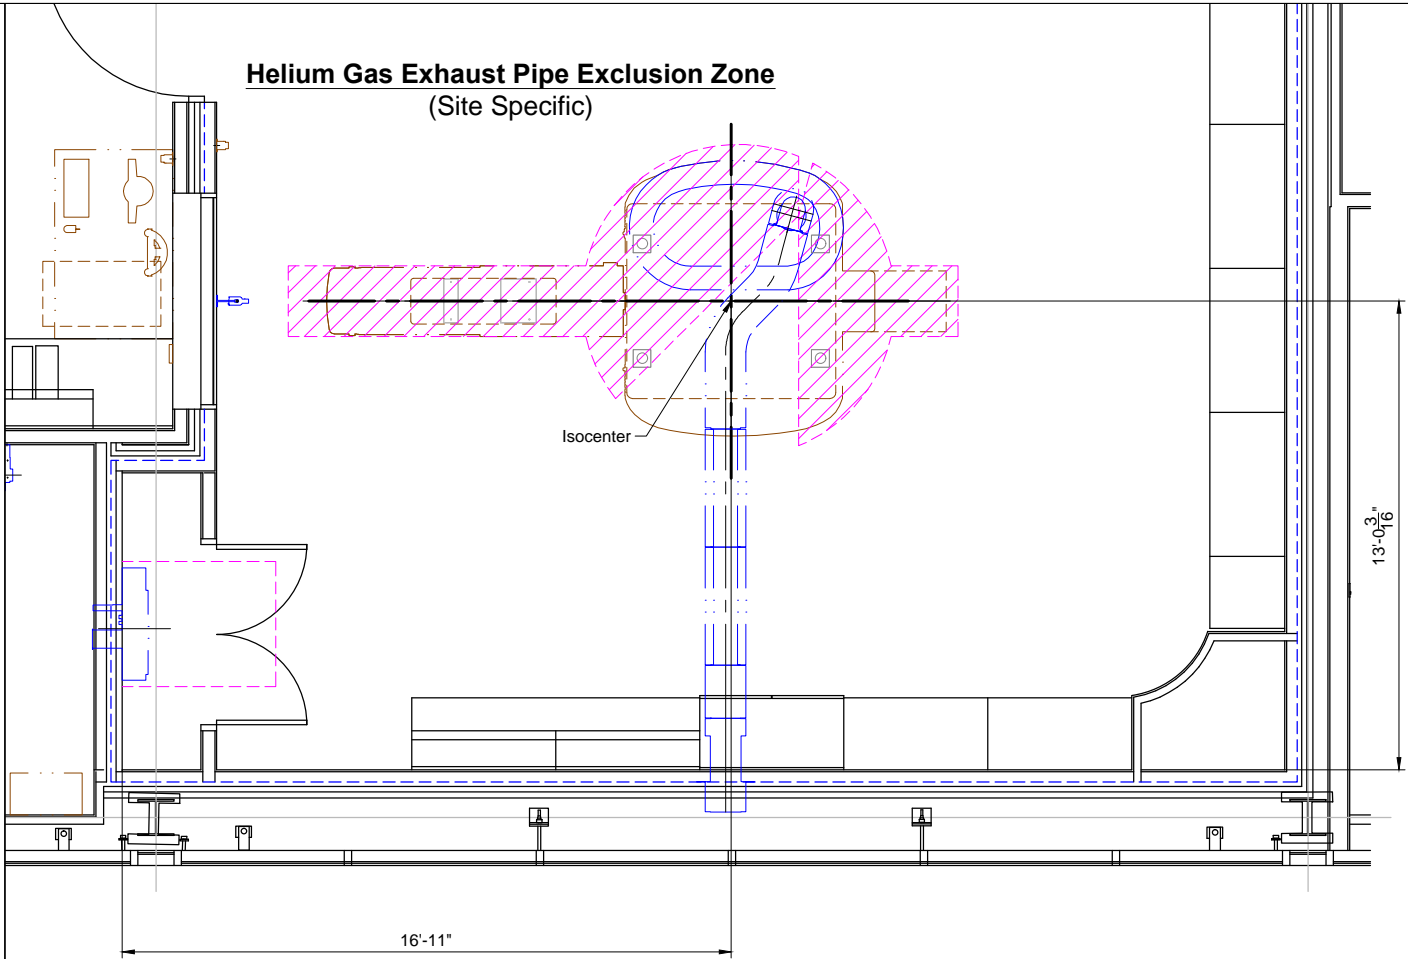 Helium Gas Exhaust Pipe Exclusion Zone
(Site Specific)
Isocenter
13'-0 3/16"
16'-11"